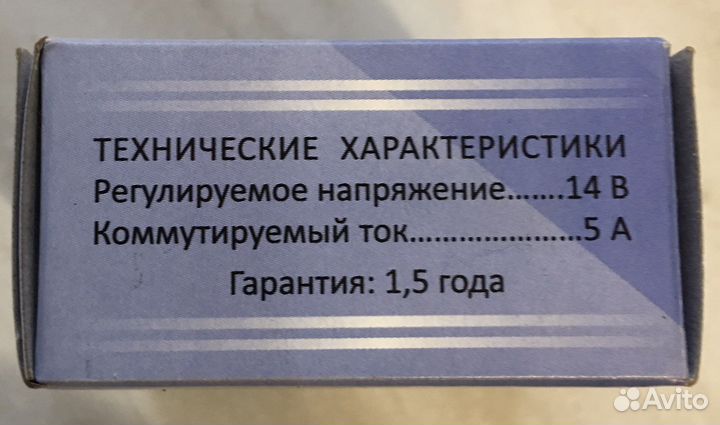 ТЕХНИЧЕСКИЕ ХАРАКТЕРИСТИКИ
Регулируемое напряжение.......14 В
Коммутируемый ток........................5 А
Гарантия: 1,5 года
Avito